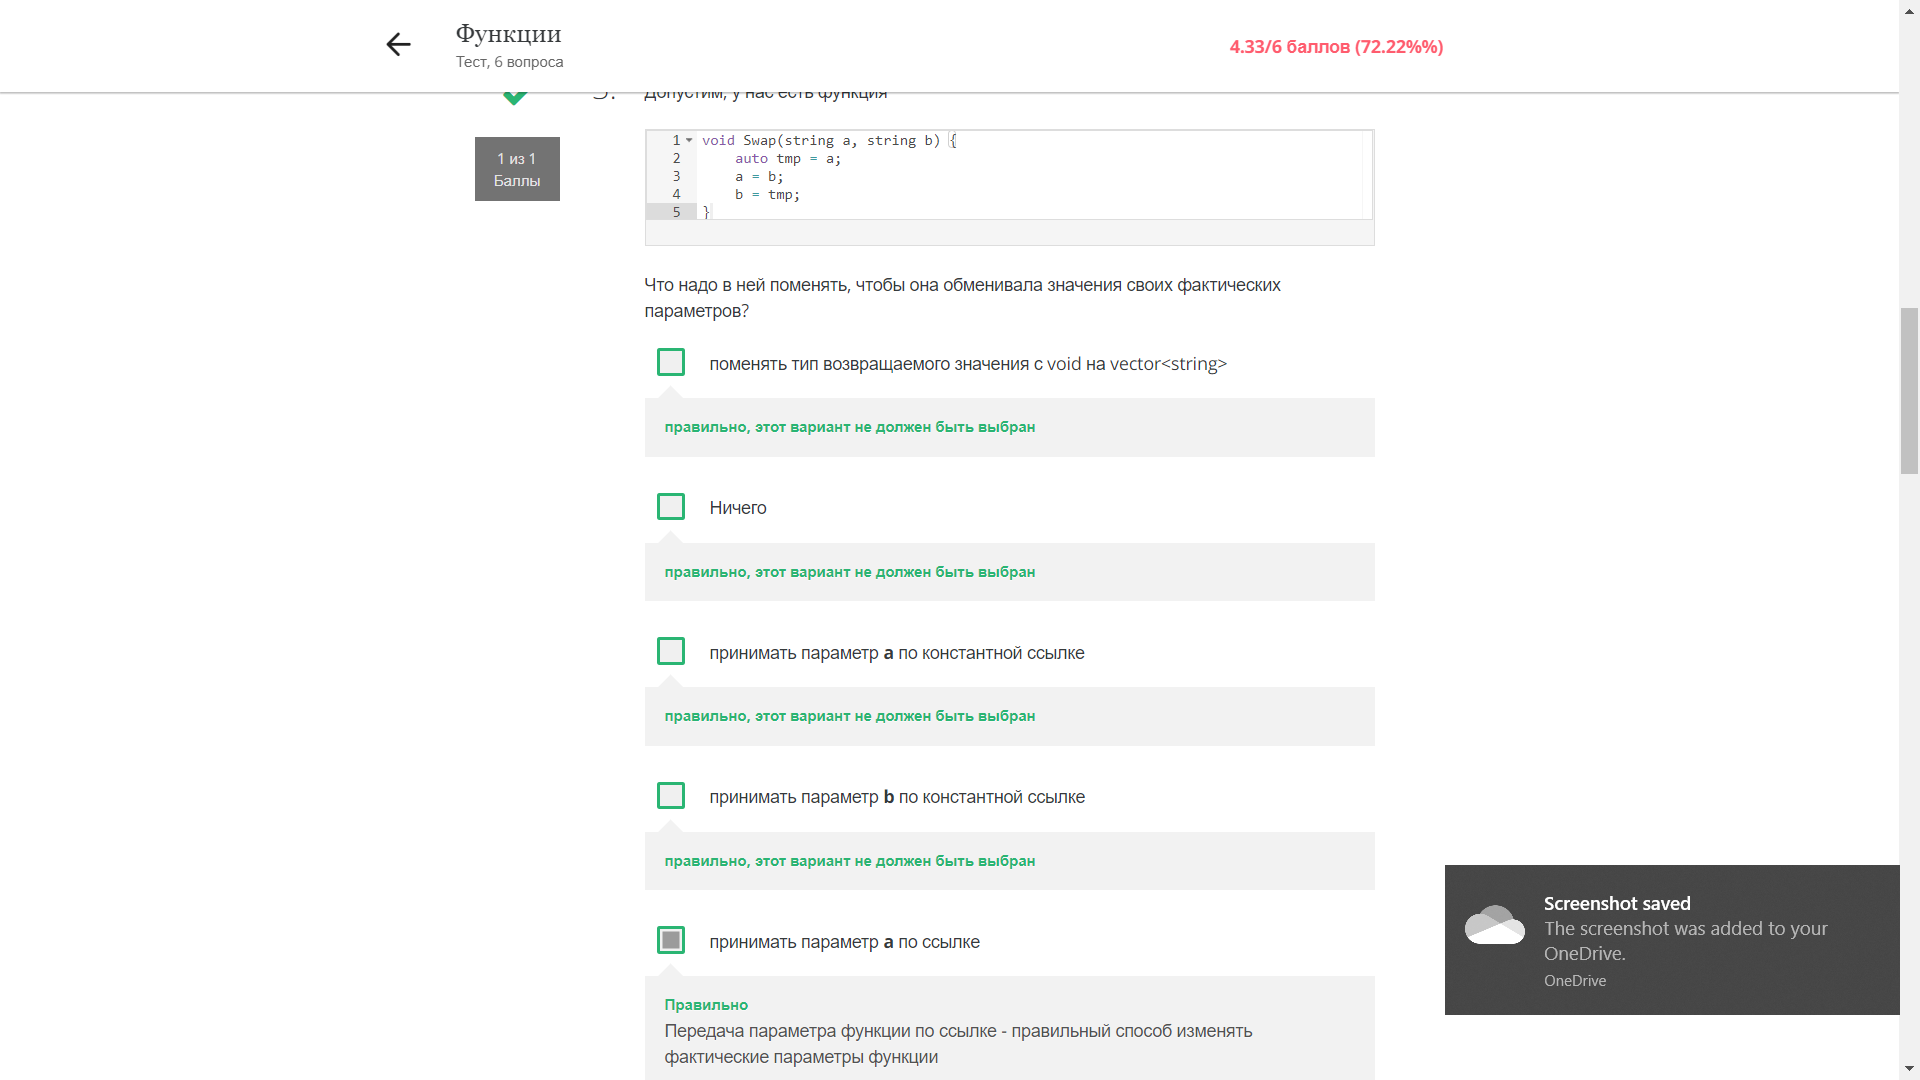 Функции
Тест, 6 вопроса
4.33/6 баллов (72.22%%)
Допустим, у нас есть функция
1 из 1
Баллы
1 void Swap(string a, string b) {
2 auto tmp = a;
3 a = b;
4 b = tmp;
5 }
Что надо в ней поменять, чтобы она обменивала значения своих фактических
параметров?
поменять тип возвращаемого значения с void на vector<string>
правильно, этот вариант не должен быть выбран
Ничего
правильно, этот вариант не должен быть выбран
принимать параметр a по константной ссылке
правильно, этот вариант не должен быть выбран
принимать параметр b по константной ссылке
правильно, этот вариант не должен быть выбран
принимать параметр a по ссылке
Правильно
Передача параметра функции по ссылке - правильный способ изменять
фактические параметры функции
Screenshot saved
The screenshot was added to your
OneDrive.
OneDrive